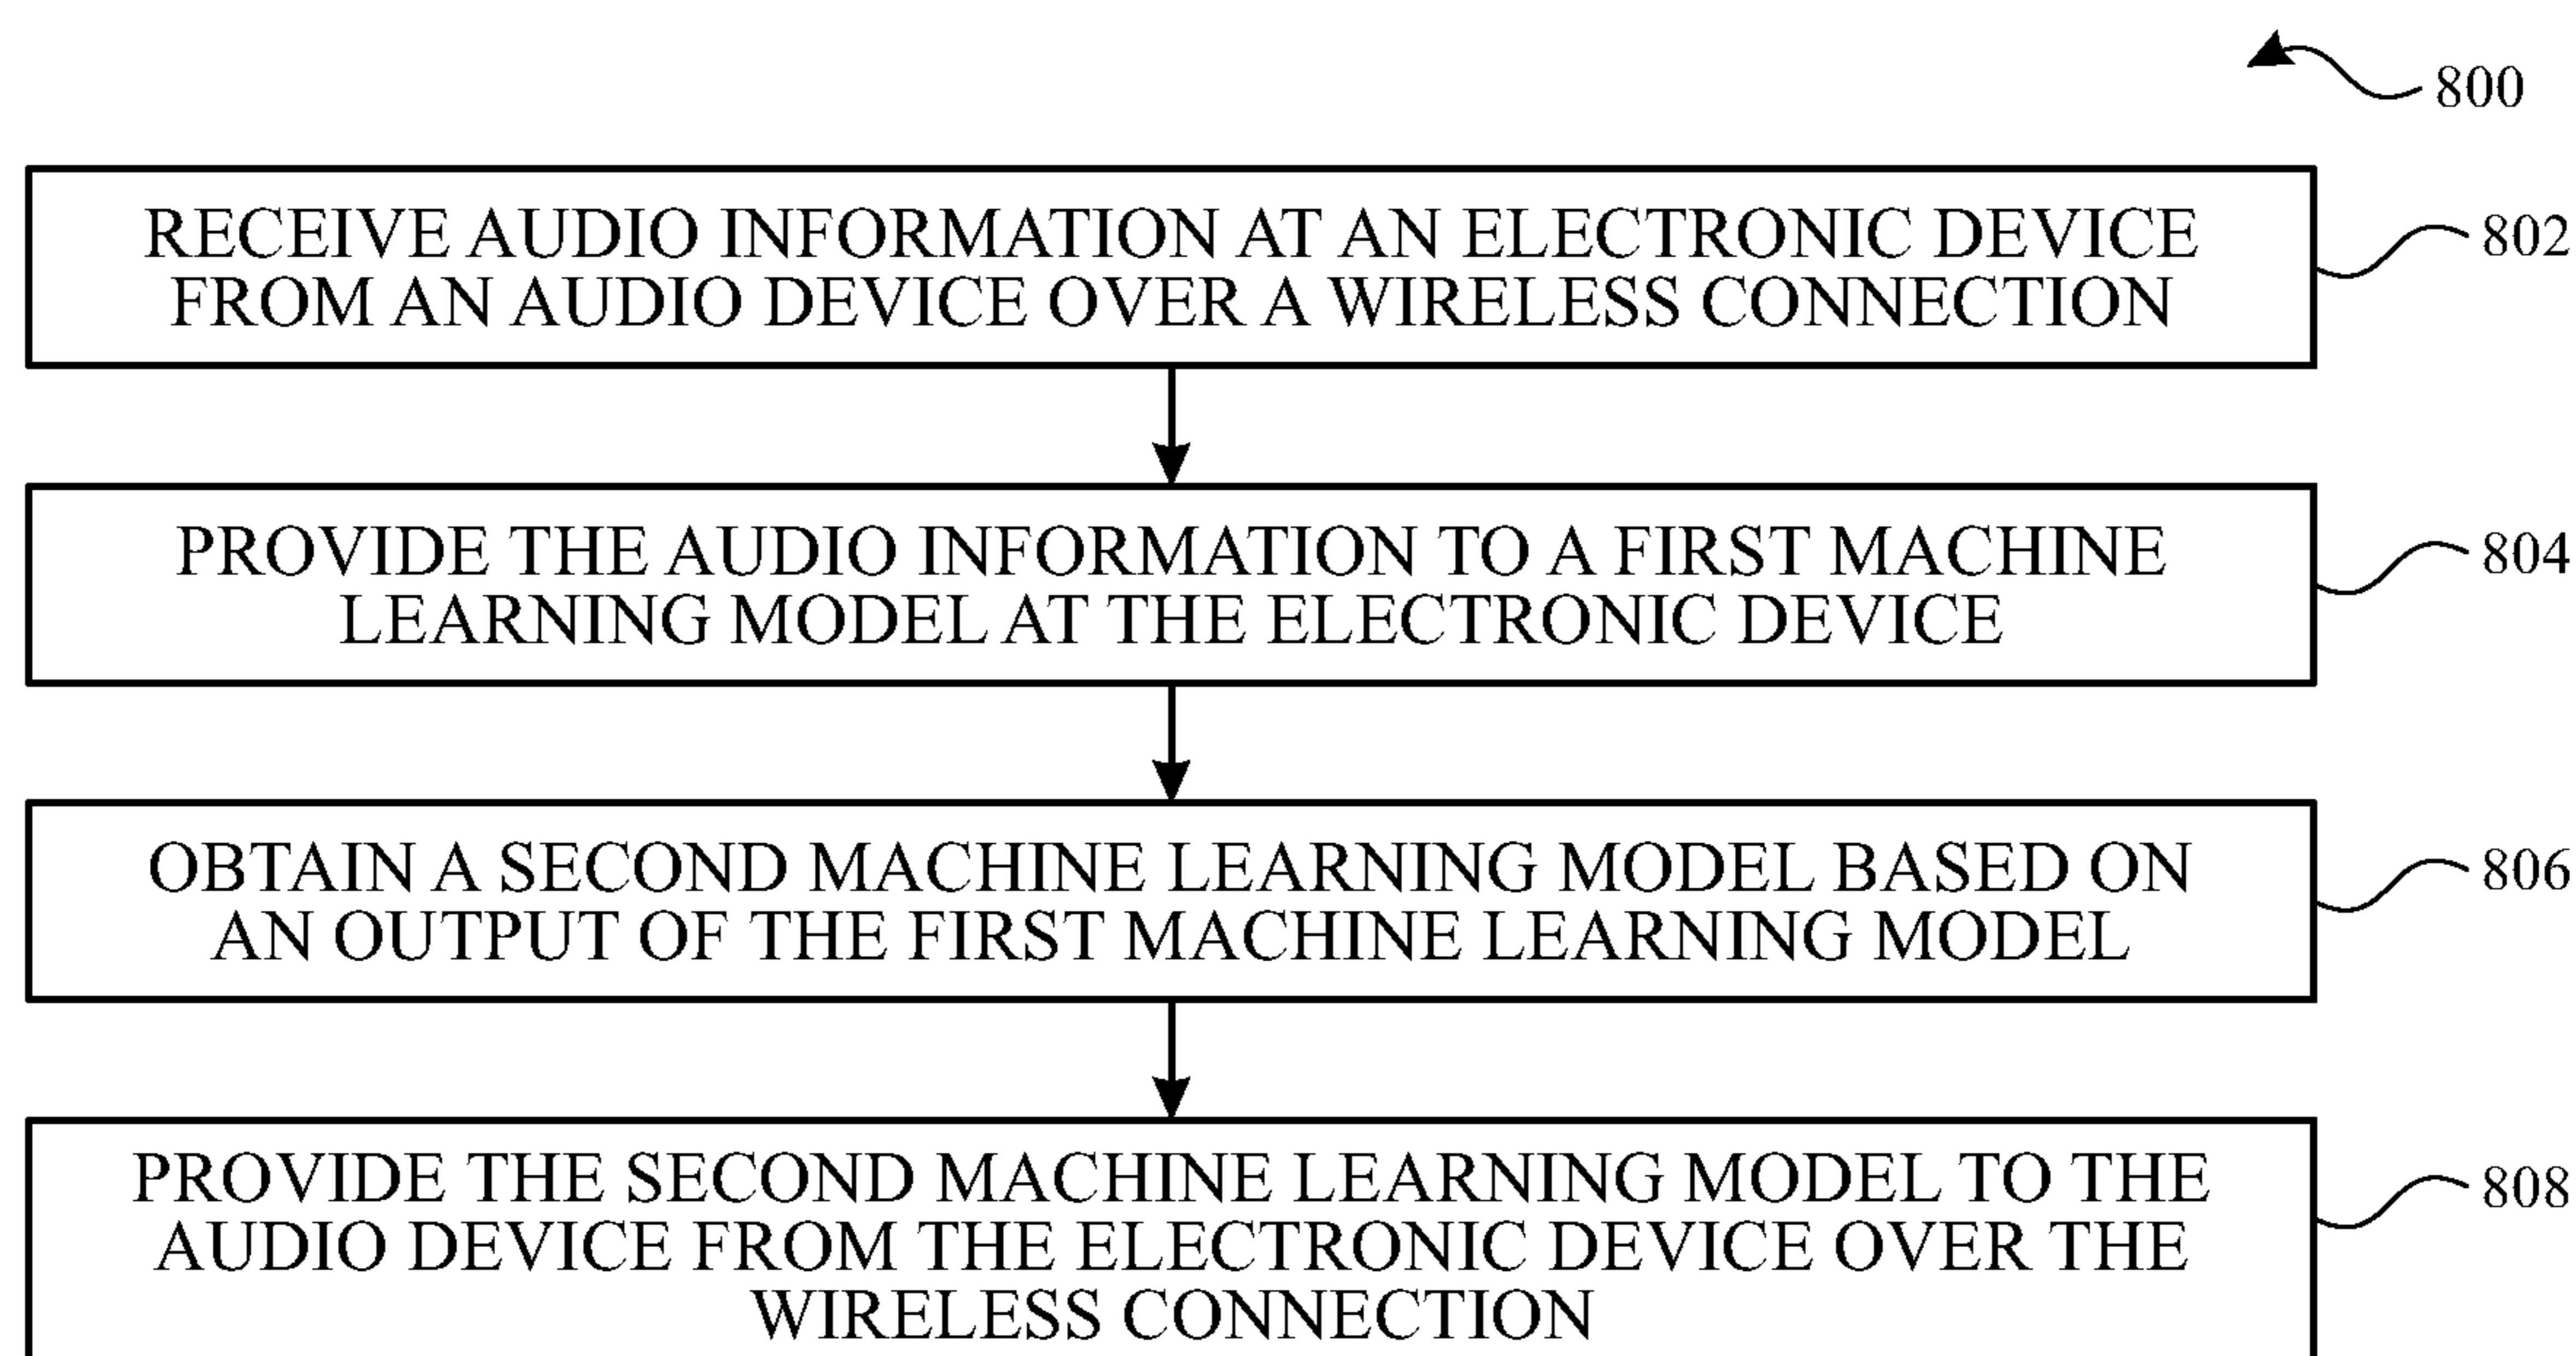 800
RECEIVE AUDIO INFORMATION AT AN ELECTRONIC DEVICE
FROM AN AUDIO DEVICE OVER A WIRELESS CONNECTION
802
PROVIDE THE AUDIO INFORMATION TO A FIRST MACHINE
LEARNING MODEL AT THE ELECTRONIC DEVICE
804
OBTAIN A SECOND MACHINE LEARNING MODEL BASED ON
AN OUTPUT OF THE FIRST MACHINE LEARNING MODEL
806
PROVIDE THE SECOND MACHINE LEARNING MODEL TO THE
AUDIO DEVICE FROM THE ELECTRONIC DEVICE OVER THE
WIRELESS CONNECTION
808